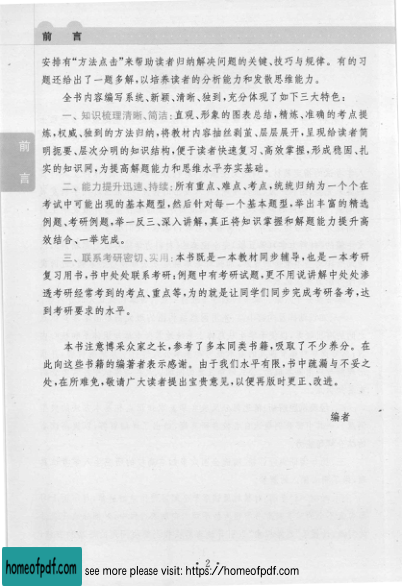 前 言
安排有“方法点击”来帮助读者归纳解决问题的关键、技巧与规律。有的习
题还给出了一题多解,以培养读者的分析能力和发散思维能力。
全书内容编写系统、新颖、清晰、独到,充分体现了如下三大特色:
一、知识梳理清晰、简洁:直观、形象的图表总结,精炼、准确的考点提
炼,权威、独到的方法归纳,将教材内容抽丝剥茧、层层展开,呈现给读者简
明扼要、层次分明的知识结构,便于读者快速复习、高效掌握,形成稳固、扎
实的知识网,为提高解题能力和思维水平夯实基础。
二、能力提升迅速、持续:所有重点、难点、考点,统统归纳为一个个在
考试中可能出现的基本题型,然后针对每一个基本题型,举出丰富的精选
例题、考研例题,举一反三、深入讲解,真正将知识掌握和解题能力提升高
效结合、一举完成。
三、联系考研密切、实用:本书既是一本教材同步辅导,也是一本考研
复习用书,书中处处联系考研:例题中有考研试题,更不用说讲解中处处渗
透考研经常考到的考点、重点等,为的就是让同学们同步完成考研备考,达
到考研要求的水平。
本书注意博采众家之长,参考了多本同类书籍,吸取了不少养分。在
此向这些书籍的编著者表示感谢。由于我们水平有限,书中疏漏与不妥之
处,在所难免,敬请广大读者提出宝贵意见,以便再版时更正、改进。
编者
前
言
· 2 ·
homeofpdf.com
see more please visit: https://homeofpdf.com